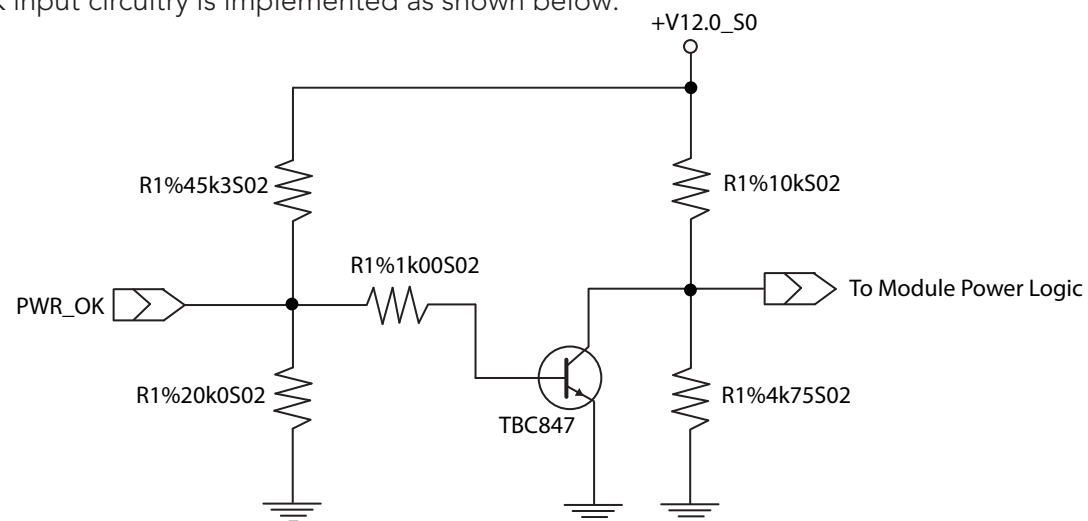 input circuitry is implemented as shown below.
+V12.0_S0
R1%45k3S02
R1%10kS02
R1%1k00S02
PWR_OK
To Module Power Logic
R1%20k0S02
R1%4k75S02
TBC847